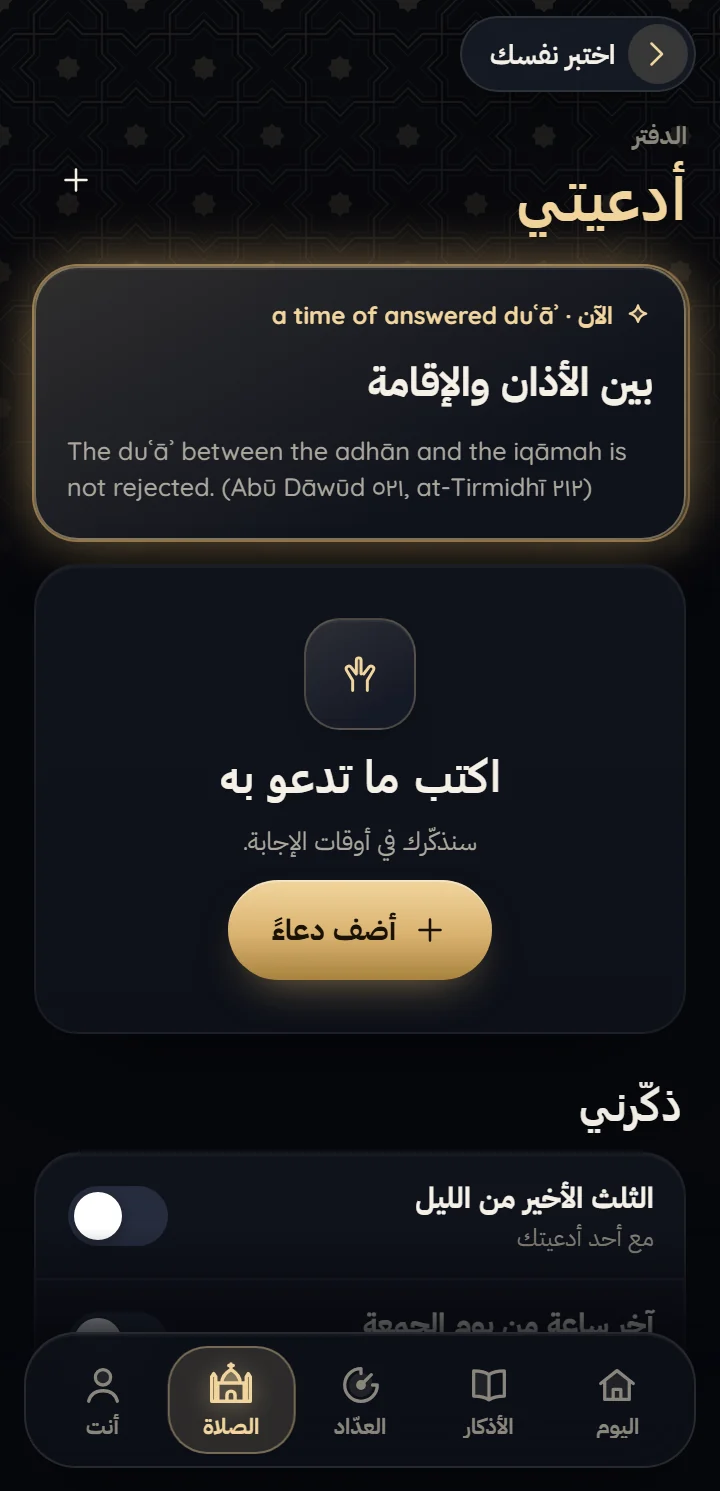 اختبر نفسك
الدفتر
أدعيتي
الآن · a time of answered duʿāʾ
بين الأذان والإقامة
The duʿāʾ between the adhān and the iqāmah is
not rejected. (Abū Dāwūd ٥٢١, at-Tirmidhī ٢١٢)
اكتب ما تدعو به
سنذكّرك في أوقات الإجابة.
أضف دعاءً
ذكّرني
الثلث الأخير من الليل
مع أحد أدعيتك
آخر ساعة من يوم الجمعة
اليوم
الأذكار
العدّاد
الصلاة
أنت